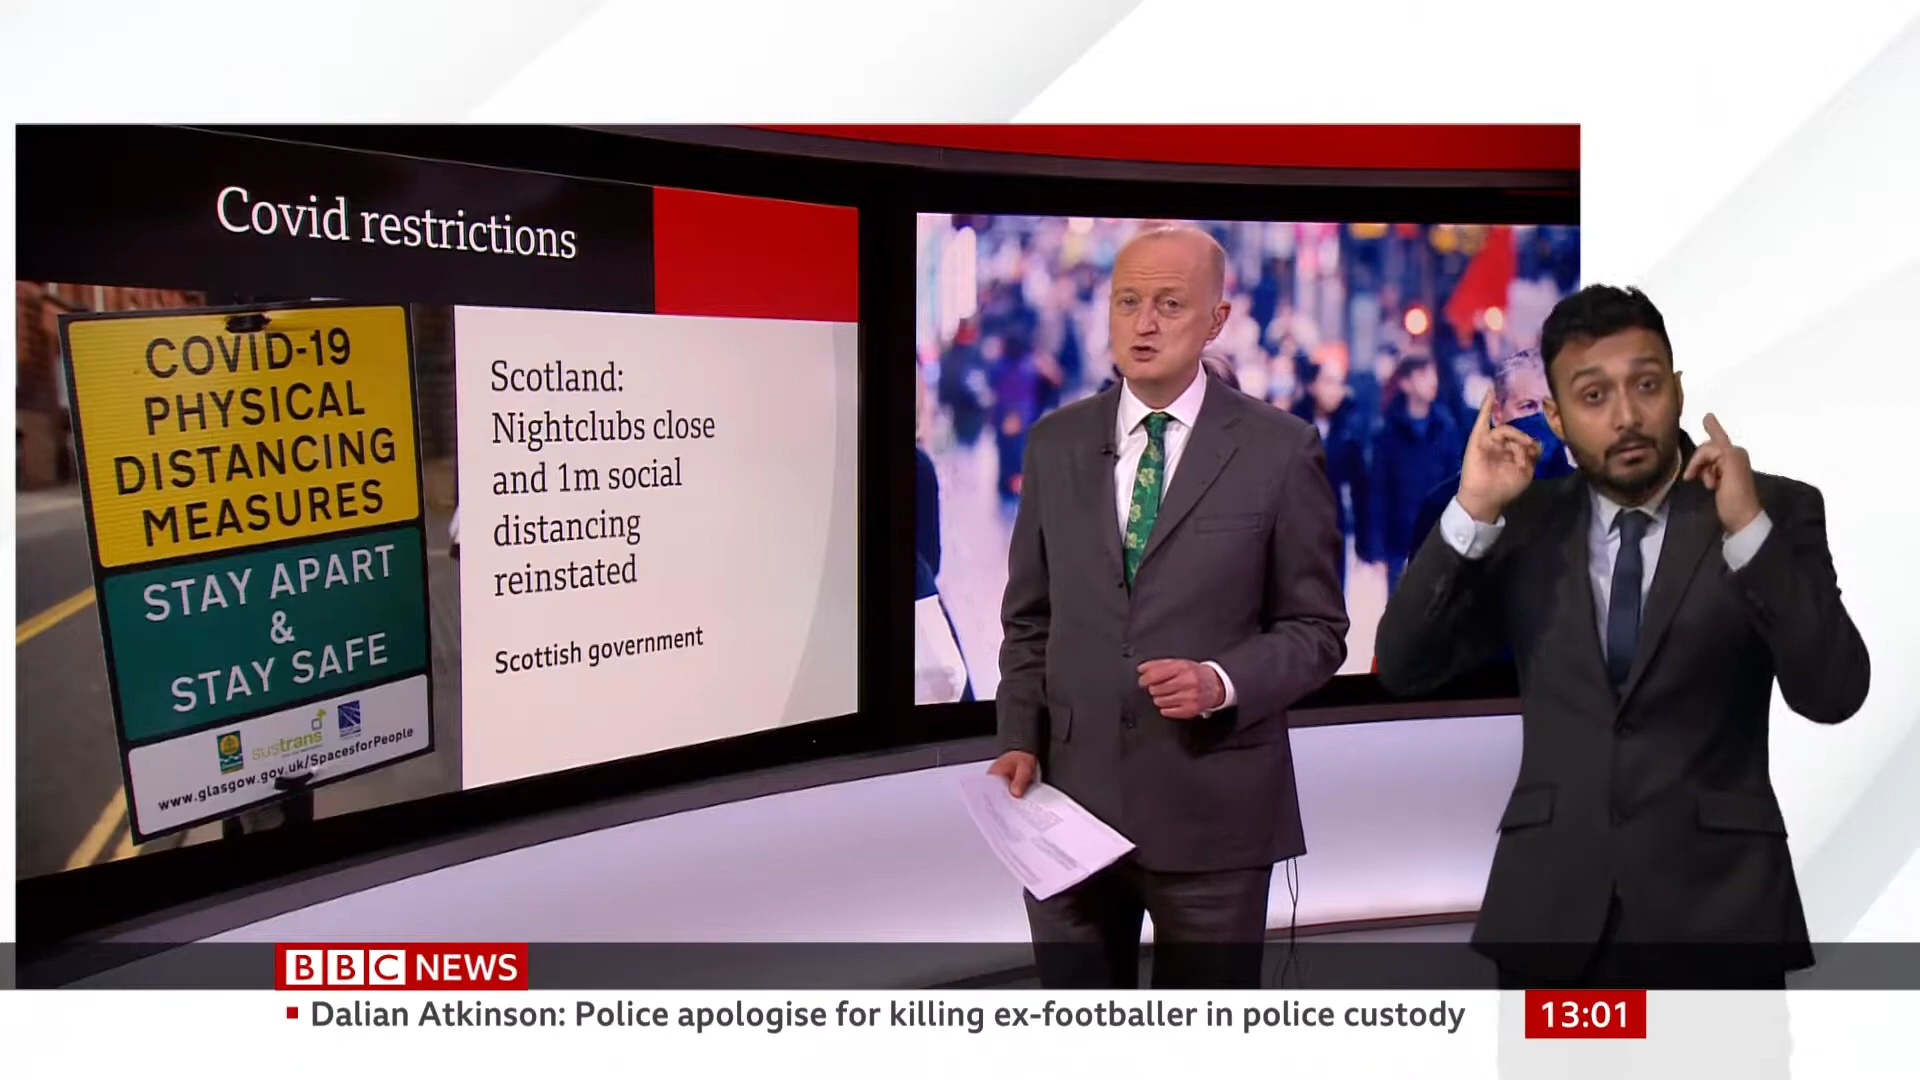 Covid restrictions
COVID-19
PHYSICAL
DISTANCING
MEASURES
STAY APART
&
STAY SAFE
sustrans
www.glasgow.gov.uk/SpacesforPeople
Scotland:
Nightclubs close
and 1m social
distancing
reinstated
Scottish government
BBC NEWS
Dalian Atkinson: Police apologise for killing ex-footballer in police custody
13:01